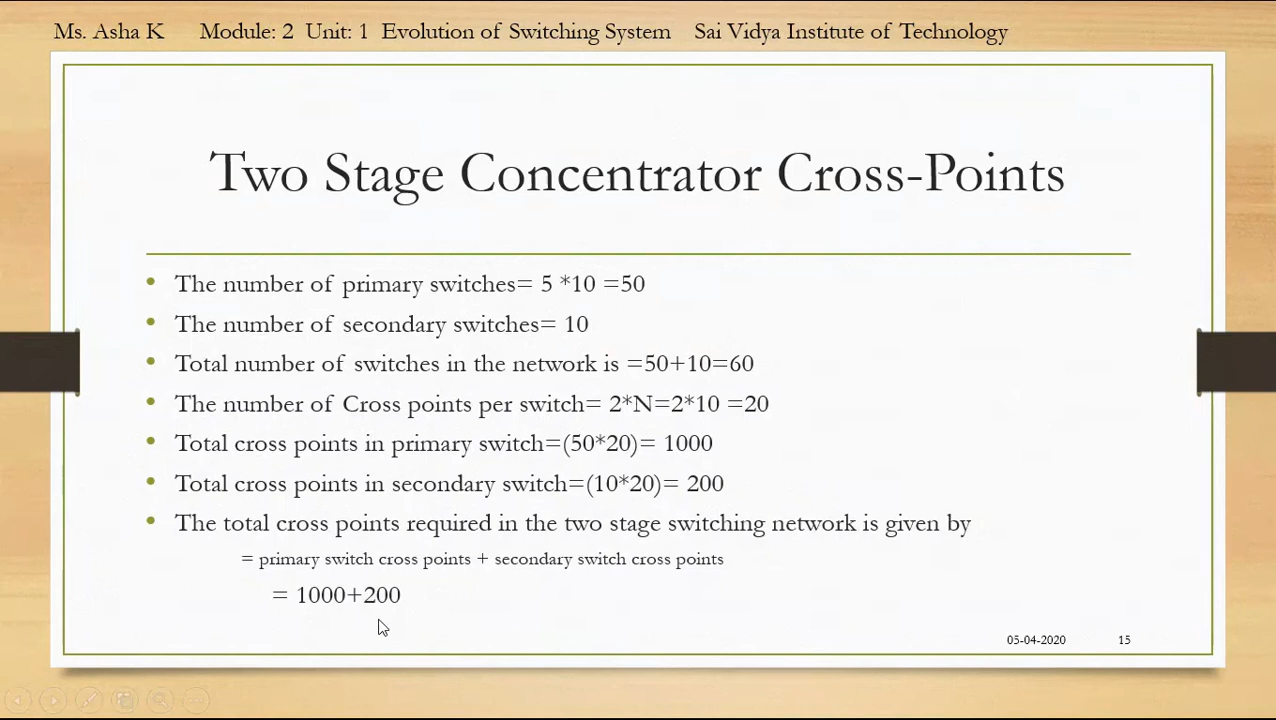 Ms. Asha K Module: 2 Unit: 1 Evolution of Switching System Sai Vidya Institute of Technology
Two Stage Concentrator Cross-Points
• The number of primary switches= 5 *10 =50
• The number of secondary switches= 10
• Total number of switches in the network is =50+10=60
• The number of Cross points per switch= 2*N=2*10 =20
• Total cross points in primary switch=(50*20)= 1000
• Total cross points in secondary switch=(10*20)= 200
• The total cross points required in the two stage switching network is given by
= primary switch cross points + secondary switch cross points
= 1000+200
05-04-2020 15